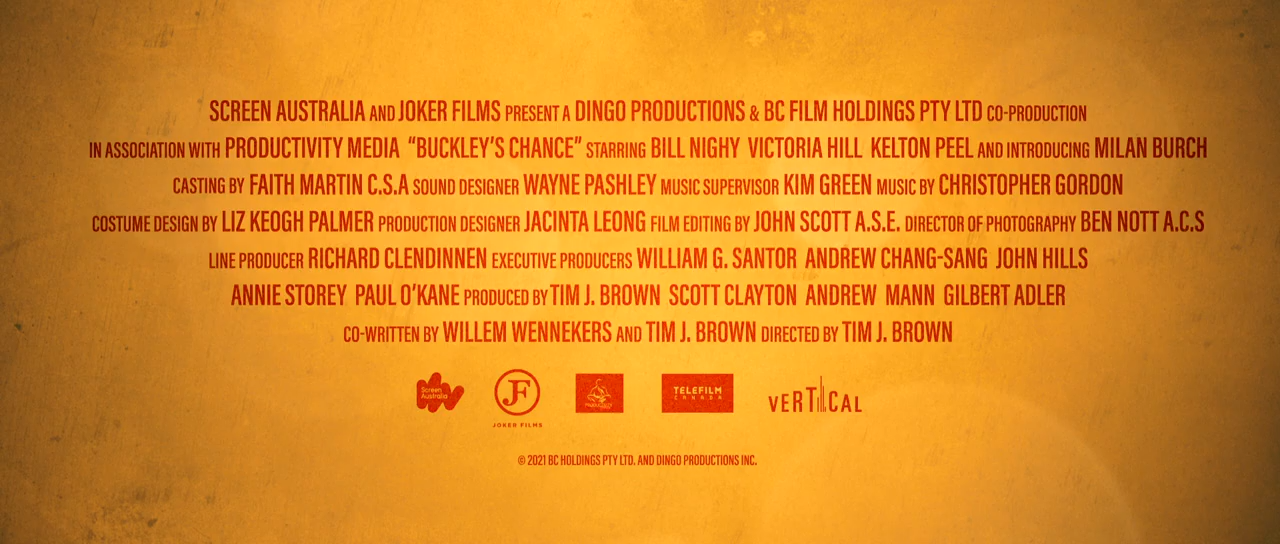 SCREEN AUSTRALIA AND JOKER FILMS PRESENT A DINGO PRODUCTIONS & BC FILM HOLDINGS PTY LTD CO-PRODUCTION
IN ASSOCIATION WITH PRODUCTIVITY MEDIA "BUCKLEY'S CHANCE" STARRING BILL NIGHY VICTORIA HILL KELTON PEEL AND INTRODUCING MILAN BURCH
CASTING BY FAITH MARTIN C.S.A SOUND DESIGNER WAYNE PASHLEY MUSIC SUPERVISOR KIM GREEN MUSIC BY CHRISTOPHER GORDON
COSTUME DESIGN BY LIZ KEOGH PALMER PRODUCTION DESIGNER JACINTA LEONG FILM EDITING BY JOHN SCOTT A.S.E. DIRECTOR OF PHOTOGRAPHY BEN NOTT A.C.S
LINE PRODUCER RICHARD CLENDINNEN EXECUTIVE PRODUCERS WILLIAM G. SANTOR ANDREW CHANG-SANG JOHN HILLS
ANNIE STOREY PAUL O'KANE PRODUCED BY TIM J. BROWN SCOTT CLAYTON ANDREW MANN GILBERT ADLER
CO-WRITTEN BY WILLEM WENNEKERS AND TIM J. BROWN DIRECTED BY TIM J. BROWN
Screen
Australia
JF
JOKER FILMS
TELEFILM
CANADA
VERTICAL
© 2021 BC HOLDINGS PTY LTD. AND DINGO PRODUCTIONS INC.